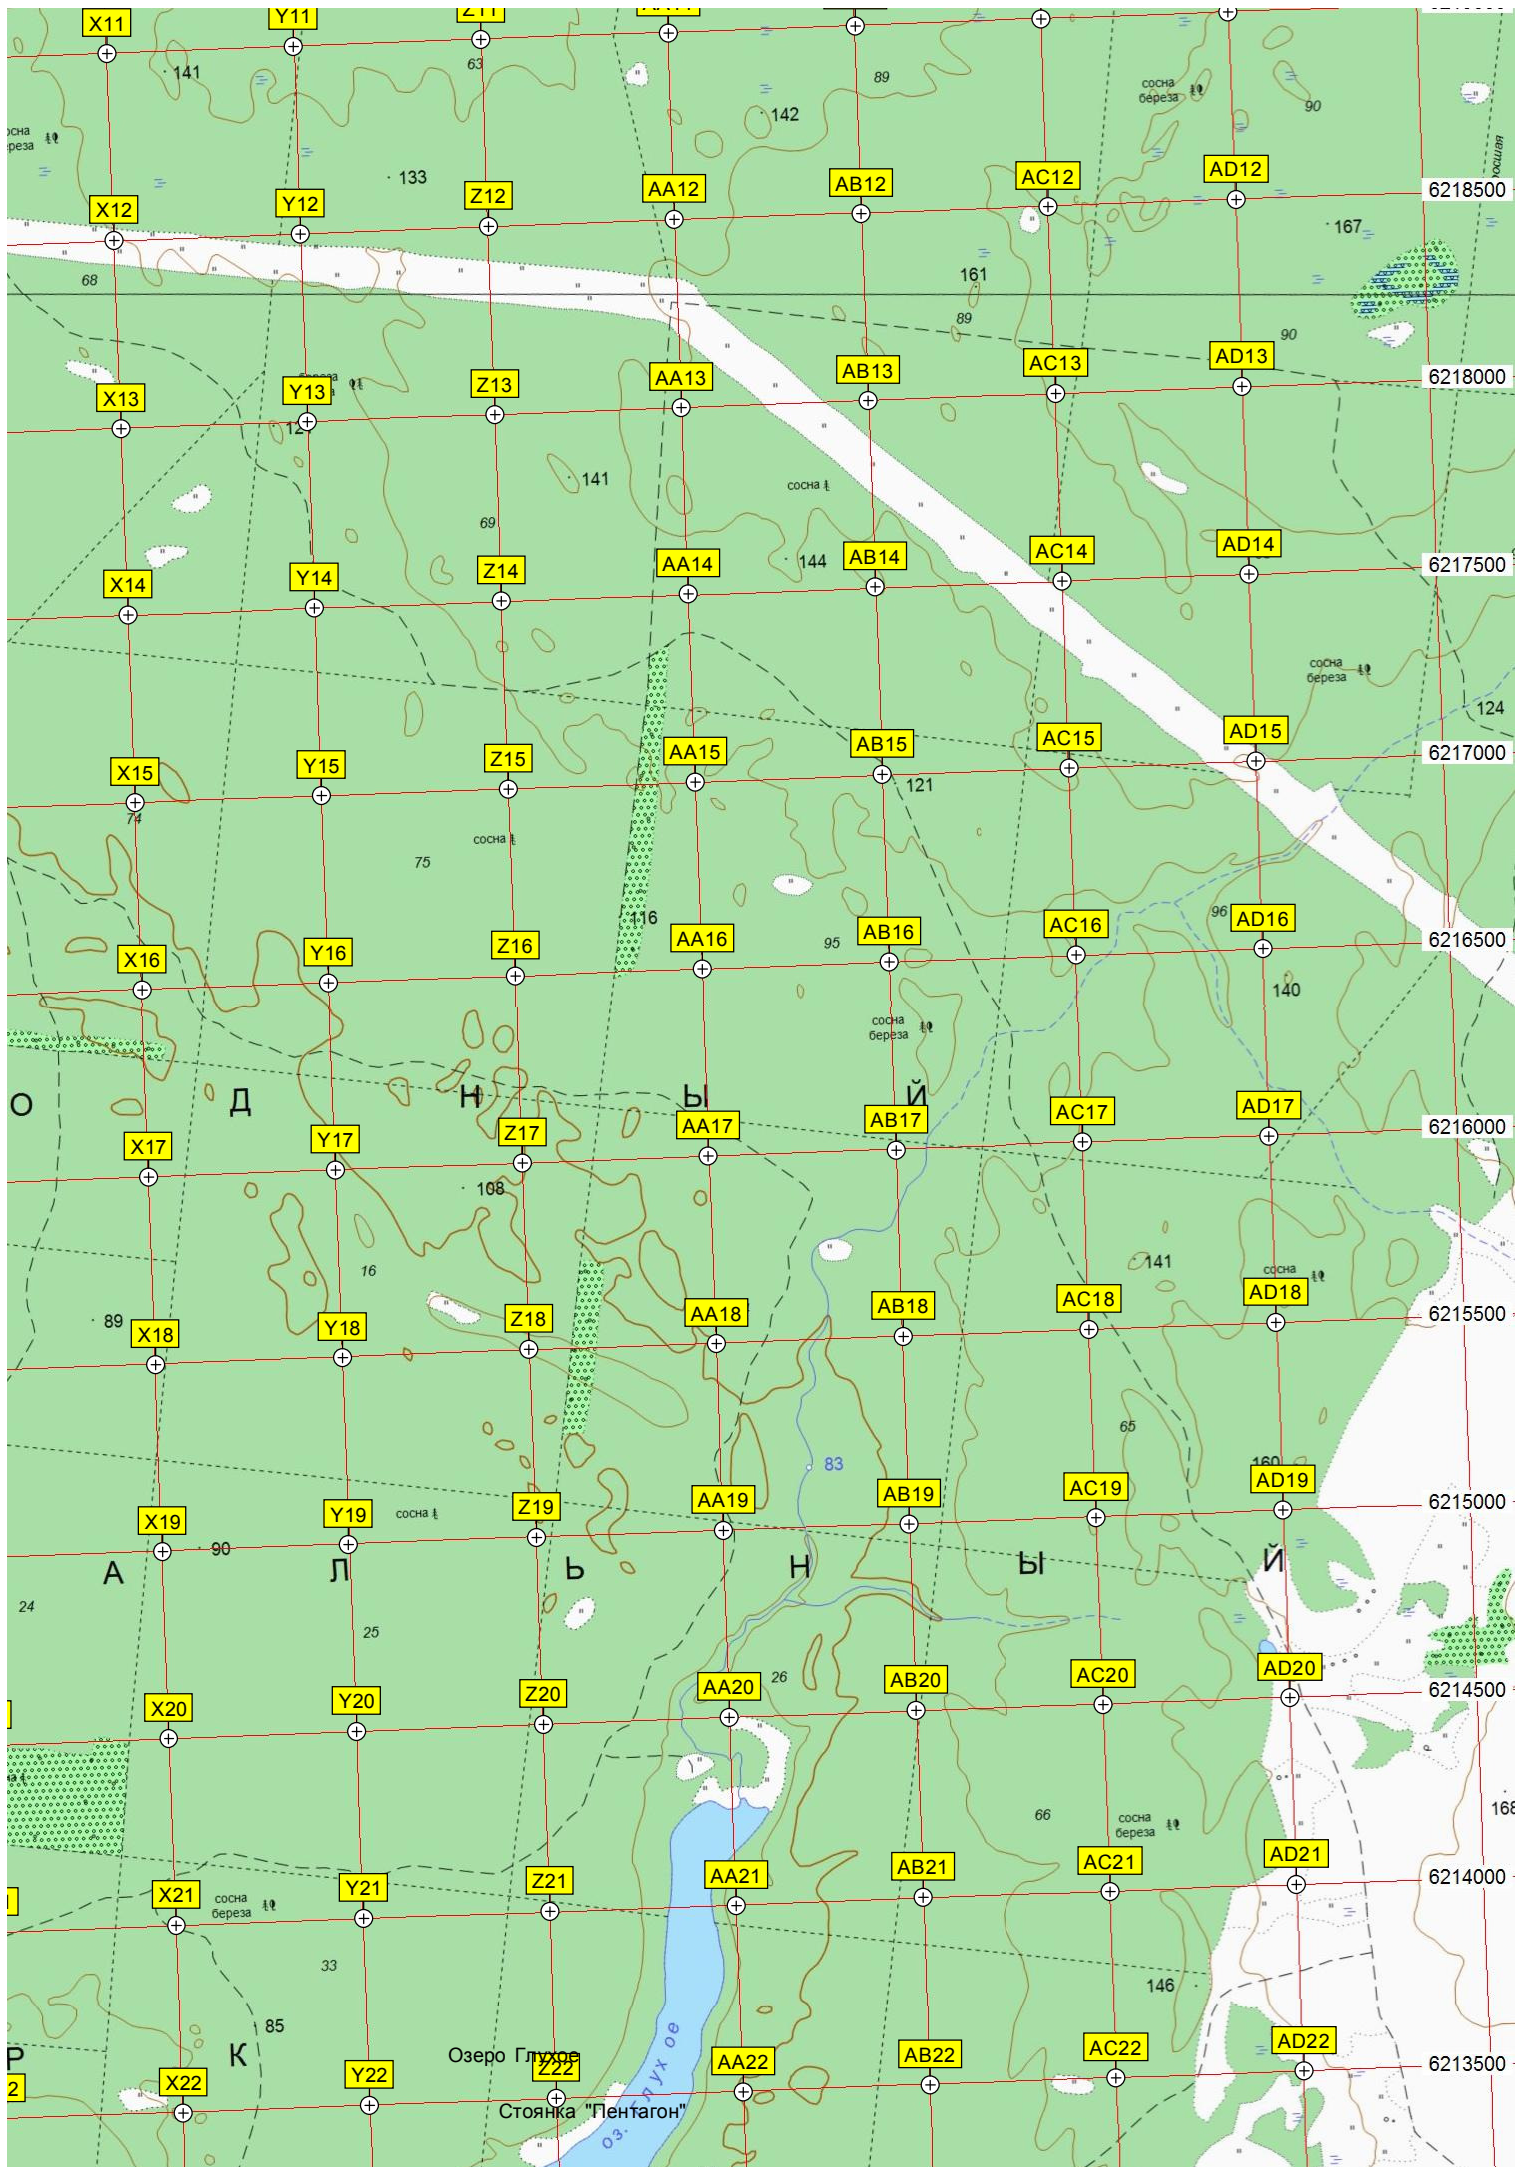 X11
Y11
63
141
89
142
сосна
береза
90
133
AA12
AB12
AC12
AD12
6218500
X12
Y12
Z12
167
68
161
89
90
X13
Y13
Z13
AA13
AB13
AC13
AD13
6218000
141
сосна
69
144
X14
Y14
Z14
AA14
AB14
AC14
AD14
6217500
сосна
береза
124
X15
Y15
Z15
AA15
AB15
AC15
AD15
6217000
121
74
75
сосна
116
95
96
X16
Y16
Z16
AA16
AB16
AC16
AD16
6216500
140
сосна
береза
О Д Н Ы Й
X17
Y17
Z17
AA17
AB17
AC17
AD17
6216000
108
16
141
сосна
89
X18
Y18
Z18
AA18
AB18
AC18
AD18
6215500
65
83
160
X19
Y19
Z19
AA19
AB19
AC19
AD19
6215000
сосна
90
А Л Ь Н Ы Й
24
25
26
X20
Y20
Z20
AA20
AB20
AC20
AD20
6214500
168
66
сосна
береза
X21
Y21
Z21
AA21
AB21
AC21
AD21
6214000
сосна
береза
33
146
85
Р К
Озеро Глухое
X22
Y22
Z22
AA22
AB22
AC22
AD22
6213500
Стоянка "Пентагон"